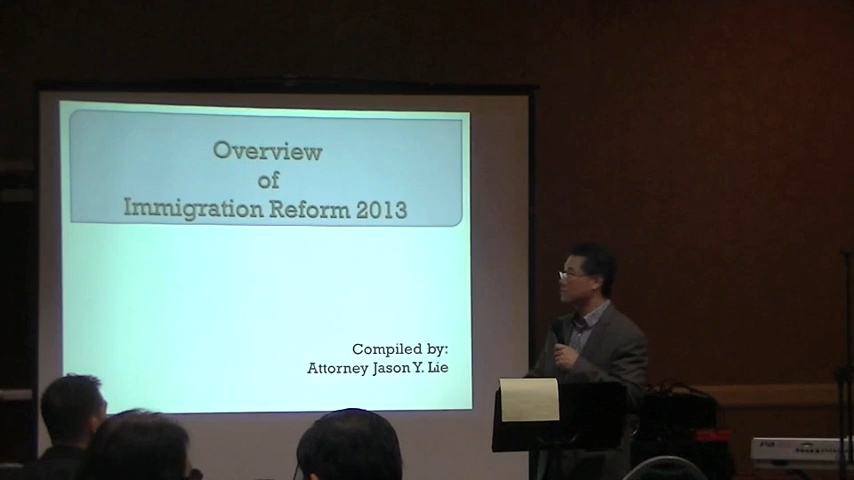 Overview
of
Immigration Reform 2013
Compiled by:
Attorney Jason Y. Lie